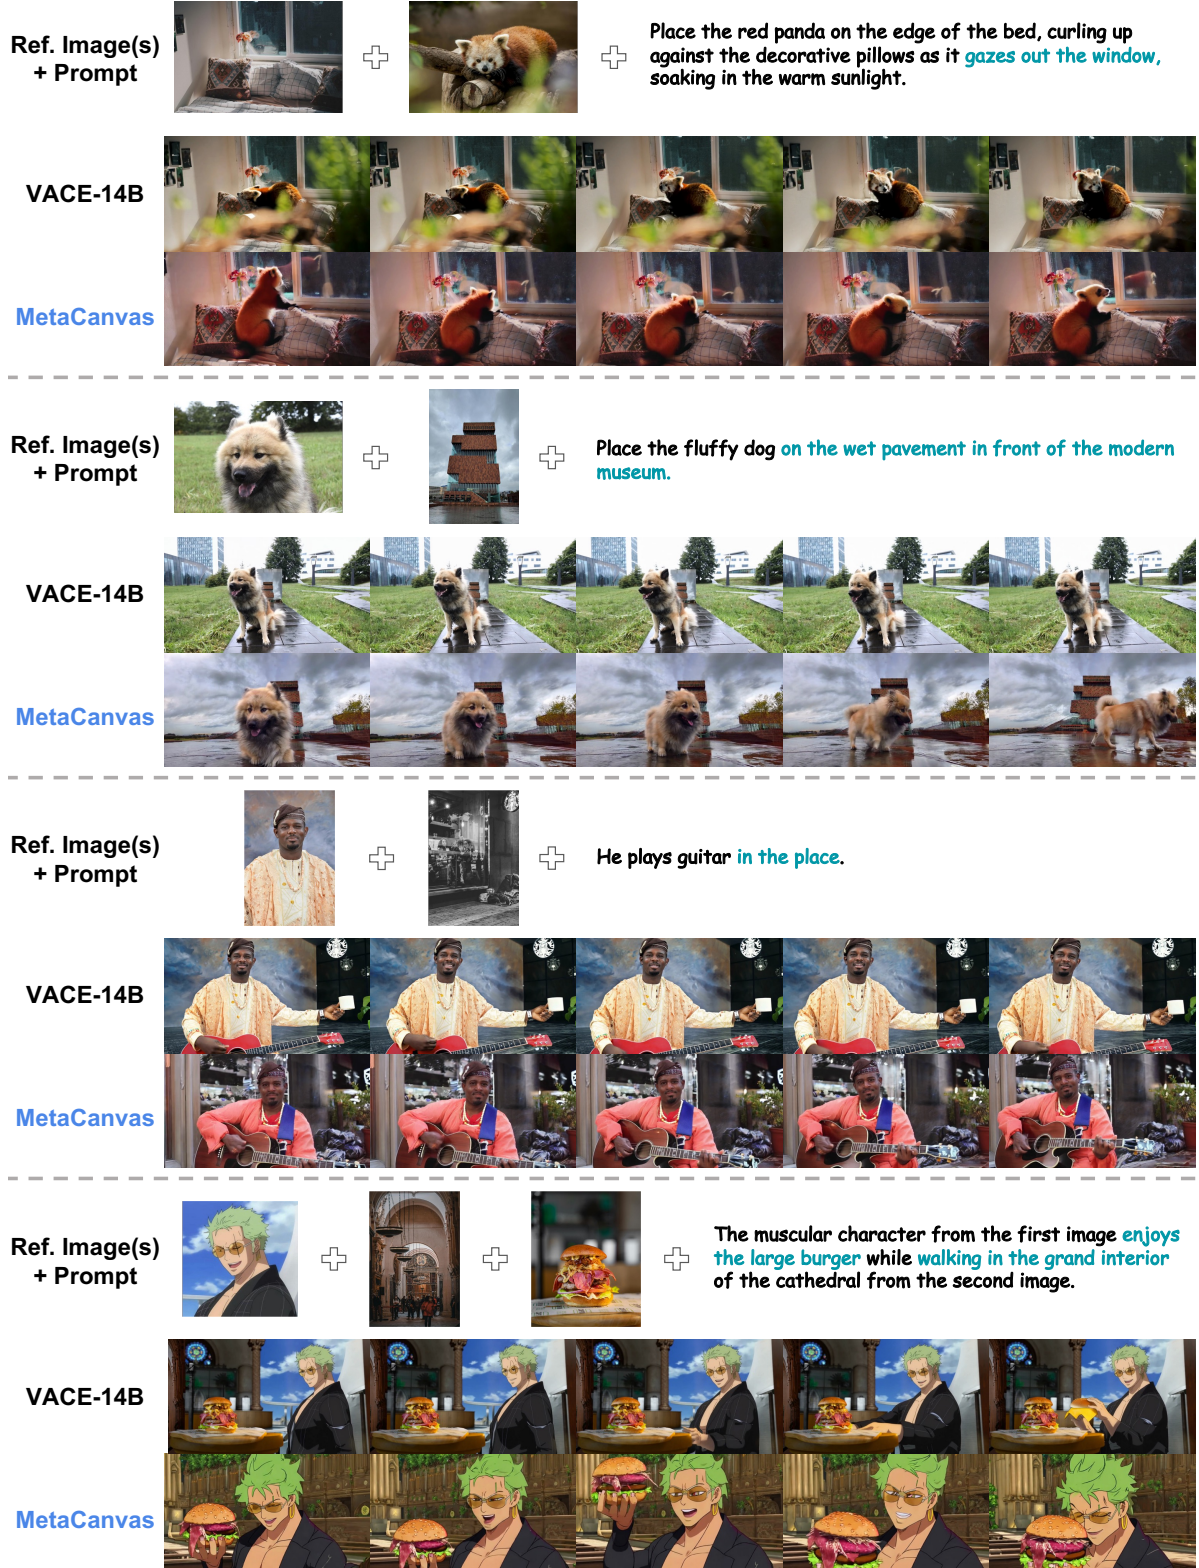 Ref. Image(s)
+ Prompt
Place the red panda on the edge of the bed, curling up
against the decorative pillows as it gazes out the window,
soaking in the warm sunlight.
VACE-14B
MetaCanvas
Ref. Image(s)
+ Prompt
Place the fluffy dog on the wet pavement in front of the modern
museum.
VACE-14B
MetaCanvas
Ref. Image(s)
+ Prompt
He plays guitar in the place.
VACE-14B
MetaCanvas
Ref. Image(s)
+ Prompt
The muscular character from the first image enjoys
the large burger while walking in the grand interior
of the cathedral from the second image.
VACE-14B
MetaCanvas